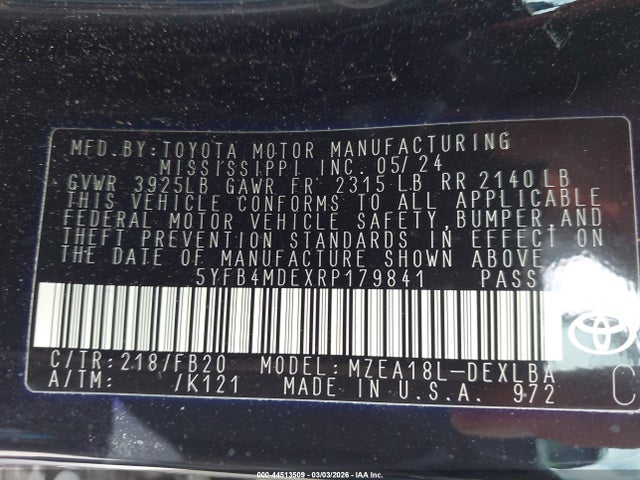 MFD. BY: TOYOTA MOTOR MANUFACTURING
MISSISSIPPI INC. 05/24
GVWR 3925LB GAWR FR 2315 LB RR 2140 LB
THIS VEHICLE CONFORMS TO ALL APPLICABLE
FEDERAL MOTOR VEHICLE SAFETY, BUMPER, AND
THEFT PREVENTION STANDARDS IN EFFECT ON
THE DATE OF MANUFACTURE SHOWN ABOVE.
5YFB4MDEXRP179841 PASS
C/TR: 218/FB20 MODEL: MZEA18L-DEXLBA
A/TM: /K121 MADE IN U.S.A. 972
C
000-44513509 - 03/03/2026 - IAA Inc.